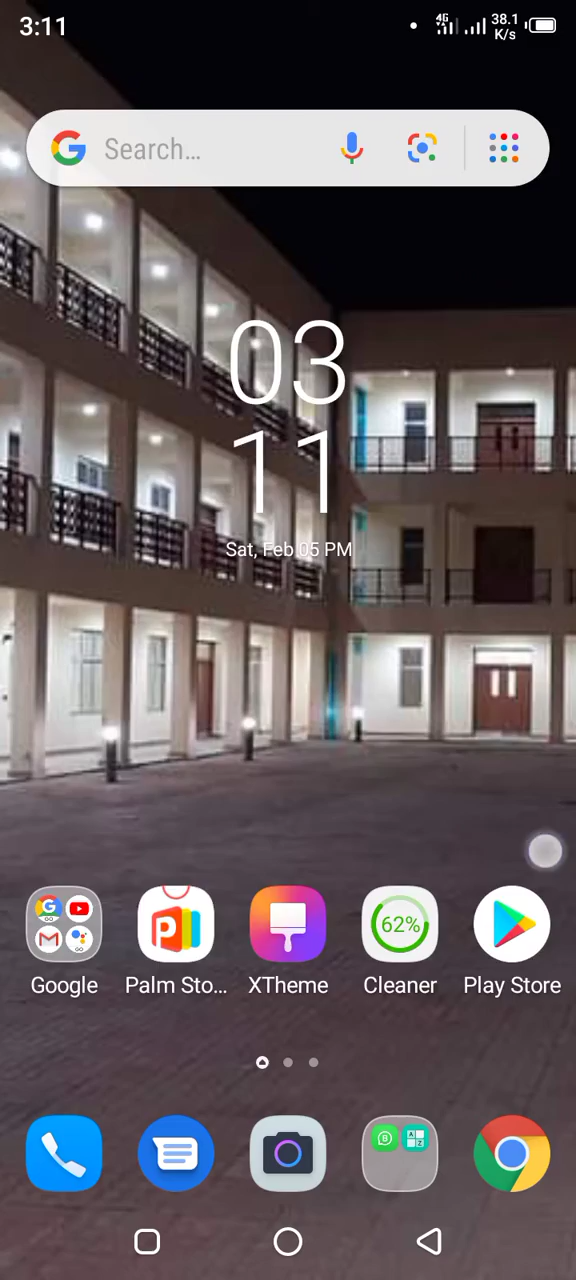 3:11
4G
38.1
K/s
Search...
03
11
Sat, Feb 05 PM
62%
Google
Palm Sto...
XTheme
Cleaner
Play Store